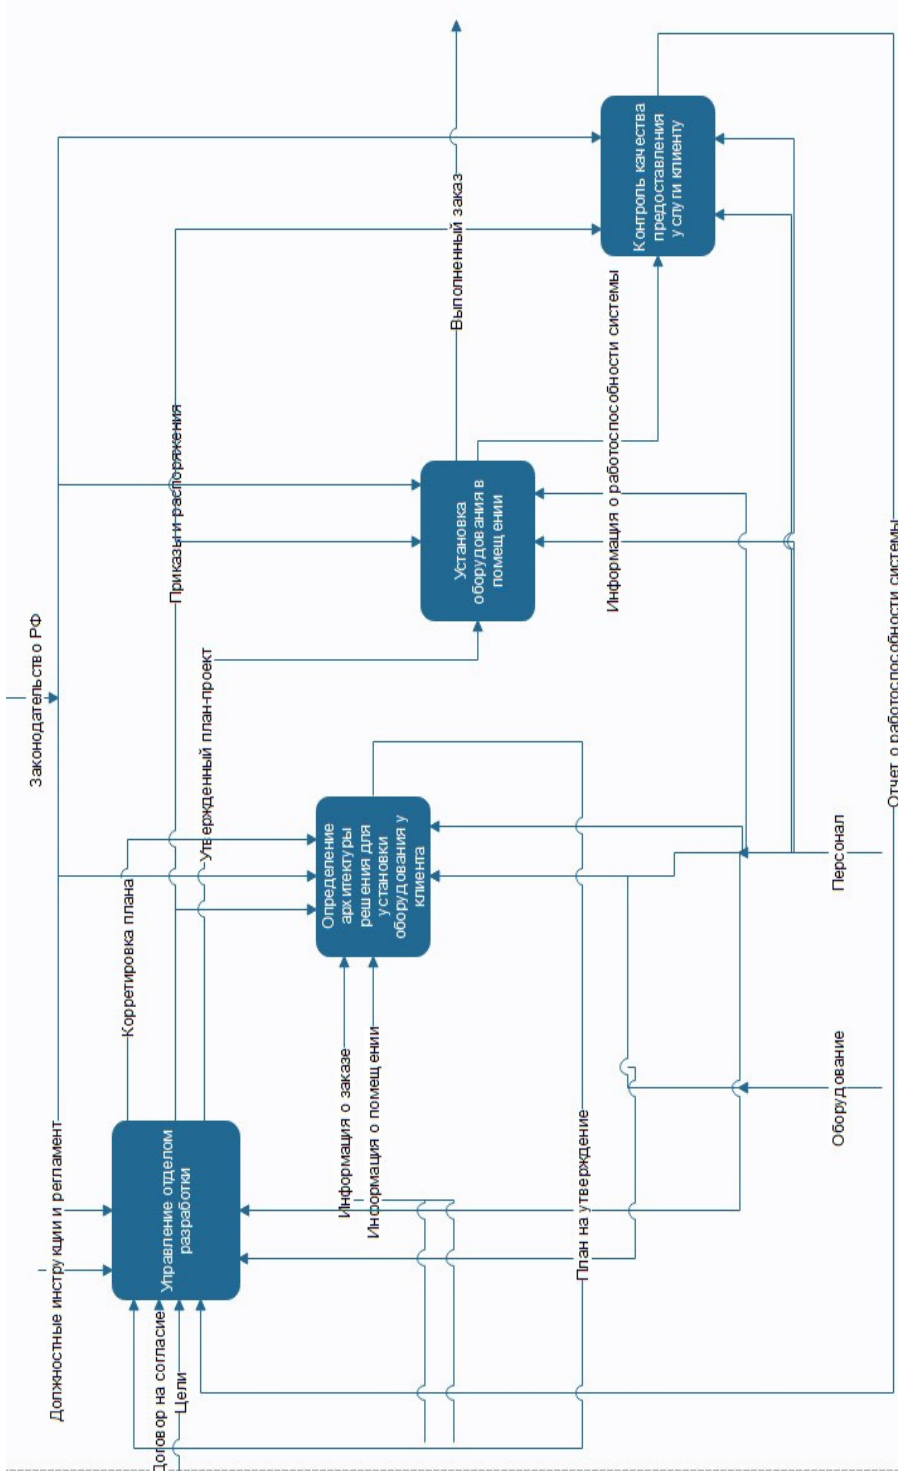 Законодательство РФ
Должностные инструкции и регламент
Договор на согласие
Цели
Управление отделом
разработки
Корретировка плана
Приказы и распоряжения
Утвержденный план-проект
Информация о заказе
Информация о помещении
Определение
архитектуры
решения для
установки
оборудования у
клиента
План на утверждение
Установка
оборудования в
помещении
Выполненный заказ
Информация о работоспособности системы
Контроль качества
предоставления
услуги клиенту
Оборудование
Персонал
Отчет о работоспособности системы